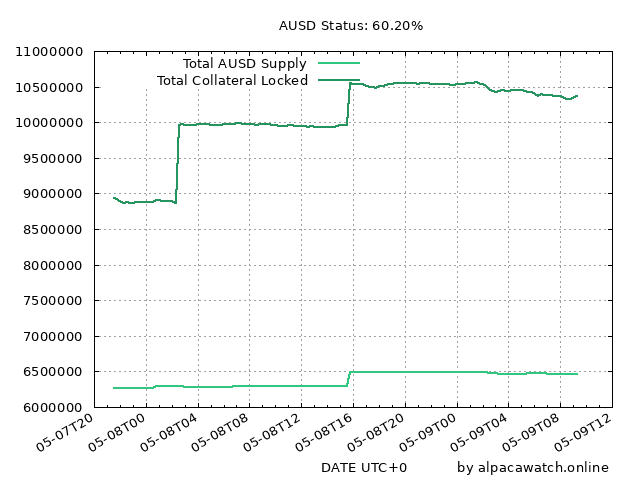 AUSD Status: 60.20%
11000000
10500000
10000000
9500000
9000000
8500000
8000000
7500000
7000000
6500000
6000000
Total AUSD Supply
Total Collateral Locked
05-07T20
05-08T00
05-08T04
05-08T08
05-08T12
05-08T16
05-08T20
05-09T00
05-09T04
05-09T08
05-09T12
DATE UTC+0 by alpacawatch.online